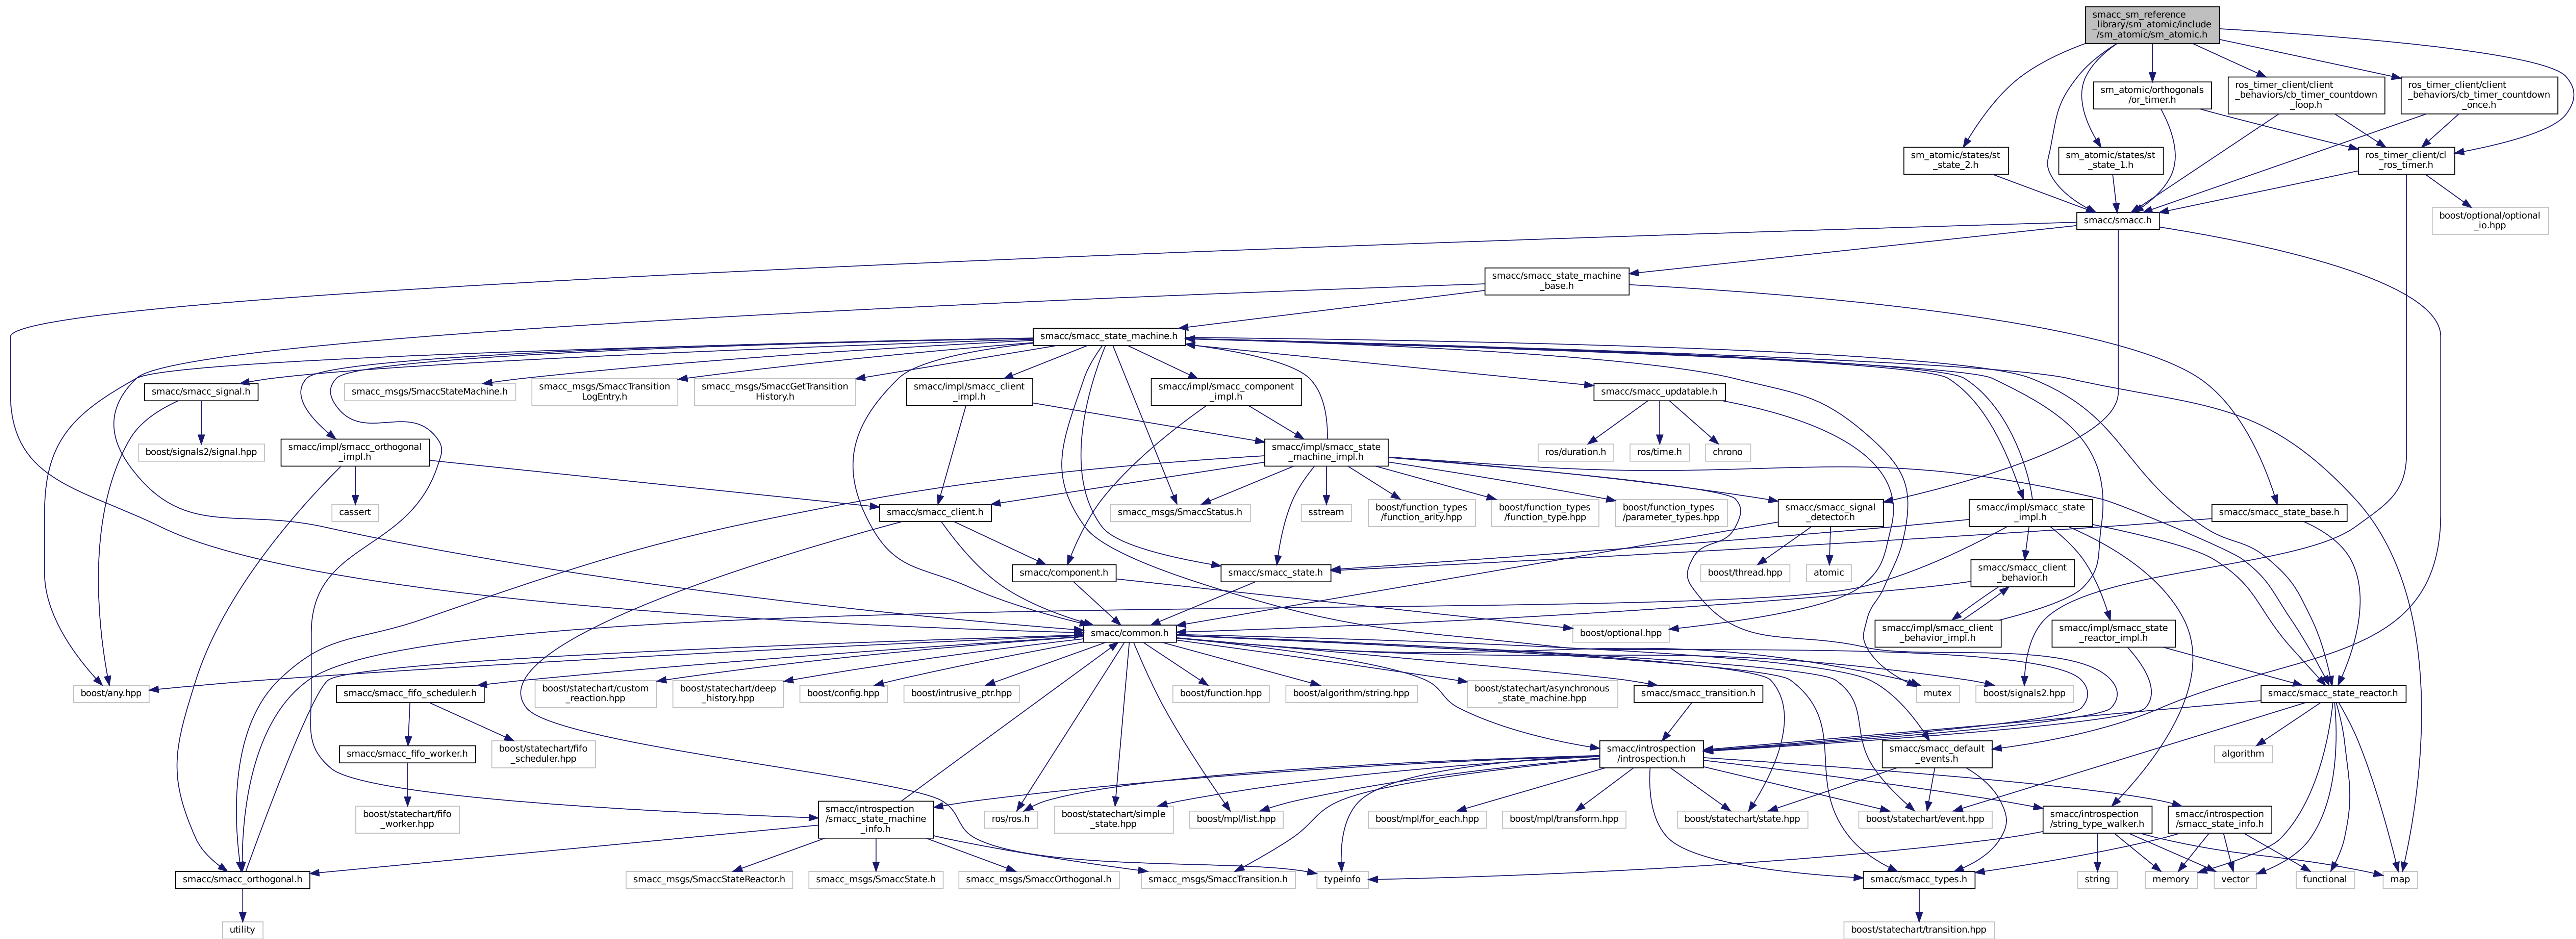 smacc_sm_reference
_library/sm_atomic/include
/sm_atomic/sm_atomic.h
sm_atomic/orthogonals
/or_timer.h
ros_timer_client/client
_behaviors/cb_timer_countdown
_loop.h
ros_timer_client/client
_behaviors/cb_timer_countdown
_once.h
sm_atomic/states/st
_state_2.h
sm_atomic/states/st
_state_1.h
ros_timer_client/cl
_ros_timer.h
smacc/smacc.h
boost/optional/optional
_io.hpp
smacc/smacc_state_machine
_base.h
smacc/smacc_state_machine.h
smacc/smacc_signal.h
smacc_msgs/SmaccStateMachine.h
smacc_msgs/SmaccTransition
LogEntry.h
smacc_msgs/SmaccGetTransition
History.h
smacc/impl/smacc_client
_impl.h
smacc/impl/smacc_component
_impl.h
smacc/smacc_updatable.h
boost/signals2/signal.hpp
smacc/impl/smacc_orthogonal
_impl.h
smacc/impl/smacc_state
_machine_impl.h
ros/duration.h
ros/time.h
chrono
cassert
smacc/smacc_client.h
smacc_msgs/SmaccStatus.h
sstream
boost/function_types
/function_arity.hpp
boost/function_types
/function_type.hpp
boost/function_types
/parameter_types.hpp
smacc/smacc_signal
_detector.h
smacc/impl/smacc_state
_impl.h
smacc/smacc_state_base.h
smacc/component.h
smacc/smacc_state.h
boost/thread.hpp
atomic
smacc/smacc_client
_behavior.h
smacc/common.h
boost/optional.hpp
smacc/impl/smacc_client
_behavior_impl.h
smacc/impl/smacc_state
_reactor_impl.h
boost/any.hpp
smacc/smacc_fifo_scheduler.h
boost/statechart/custom
_reaction.hpp
boost/statechart/deep
_history.hpp
boost/config.hpp
boost/intrusive_ptr.hpp
boost/function.hpp
boost/algorithm/string.hpp
boost/statechart/asynchronous
_state_machine.hpp
smacc/smacc_transition.h
mutex
boost/signals2.hpp
smacc/smacc_state_reactor.h
smacc/smacc_fifo_worker.h
boost/statechart/fifo
_scheduler.hpp
smacc/introspection
/introspection.h
smacc/smacc_default
_events.h
algorithm
boost/statechart/fifo
_worker.hpp
smacc/introspection
/smacc_state_machine
_info.h
ros/ros.h
boost/statechart/simple
_state.hpp
boost/mpl/list.hpp
boost/mpl/for_each.hpp
boost/mpl/transform.hpp
boost/statechart/state.hpp
boost/statechart/event.hpp
smacc/introspection
/string_type_walker.h
smacc/introspection
/smacc_state_info.h
smacc/smacc_orthogonal.h
smacc_msgs/SmaccStateReactor.h
smacc_msgs/SmaccState.h
smacc_msgs/SmaccOrthogonal.h
smacc_msgs/SmaccTransition.h
typeinfo
smacc/smacc_types.h
string
memory
vector
functional
map
utility
boost/statechart/transition.hpp